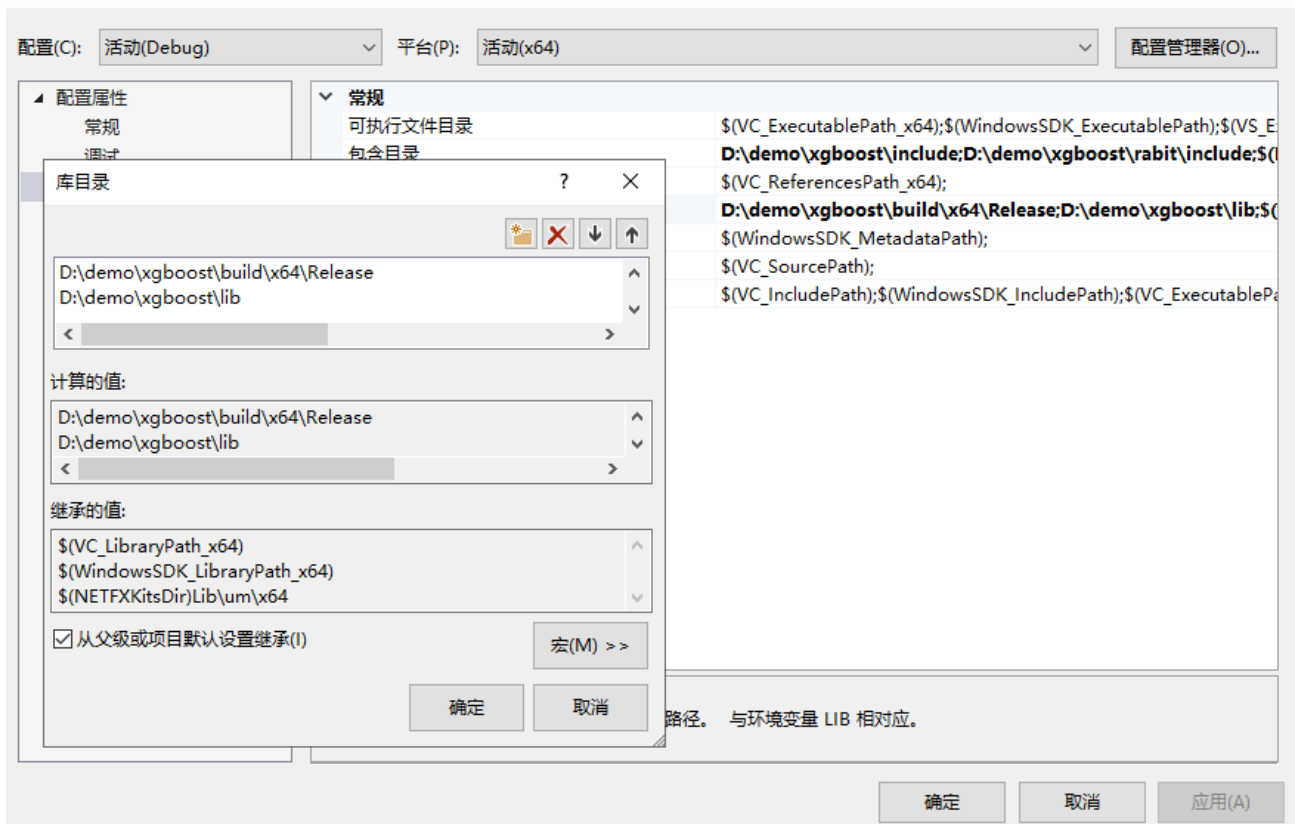 配置(C): 活动(Debug) 平台(P): 活动(x64) 配置管理器(O)...
配置属性
常规
调试
常规
可执行文件目录 $(VC_ExecutablePath_x64);$(WindowsSDK_ExecutablePath);$(VS_E
包含目录 D:\demo\xgboost\include;D:\demo\xgboost\rabit\include;$(
$(VC_ReferencesPath_x64);
D:\demo\xgboost\build\x64\Release;D:\demo\xgboost\lib;$(
$(WindowsSDK_MetadataPath);
$(VC_SourcePath);
$(VC_IncludePath);$(WindowsSDK_IncludePath);$(VC_ExecutablePa
库目录 ?
D:\demo\xgboost\build\x64\Release
D:\demo\xgboost\lib
计算的值:
D:\demo\xgboost\build\x64\Release
D:\demo\xgboost\lib
继承的值:
$(VC_LibraryPath_x64)
$(WindowsSDK_LibraryPath_x64)
$(NETFXKitsDir)Lib\um\x64
从父级或项目默认设置继承(I)
宏(M) >>
确定 取消
路径。 与环境变量 LIB 相对应。
确定 取消 应用(A)